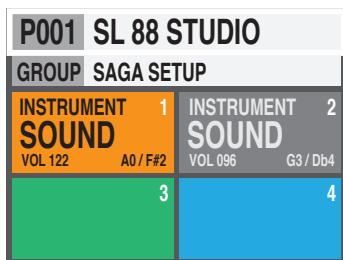 P001 SL 88 STUDIO
GROUP SAGA SETUP
INSTRUMENT 1
SOUND
VOL 122 A0 / F#2
INSTRUMENT 2
SOUND
VOL 096 G3 / Db4
3
4